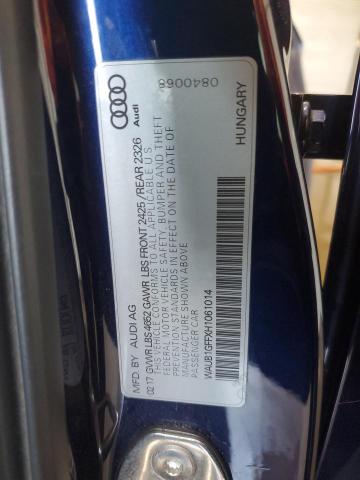 Audi
0840068
MFD. BY AUDI AG
HUNGARY
02 17 GVWR LBS 4652 GAWR LBS FRONT 2425 / REAR 2326
THIS VEHICLE CONFORMS TO ALL APPLICABLE U S
FEDERAL MOTOR VEHICLE SAFETY, BUMPER AND THEFT
PREVENTION STANDARDS IN EFFECT ON THE DATE OF
MANUFACTURE SHOWN ABOVE
PASSENGER CAR
WAUB1GFFXH1061014